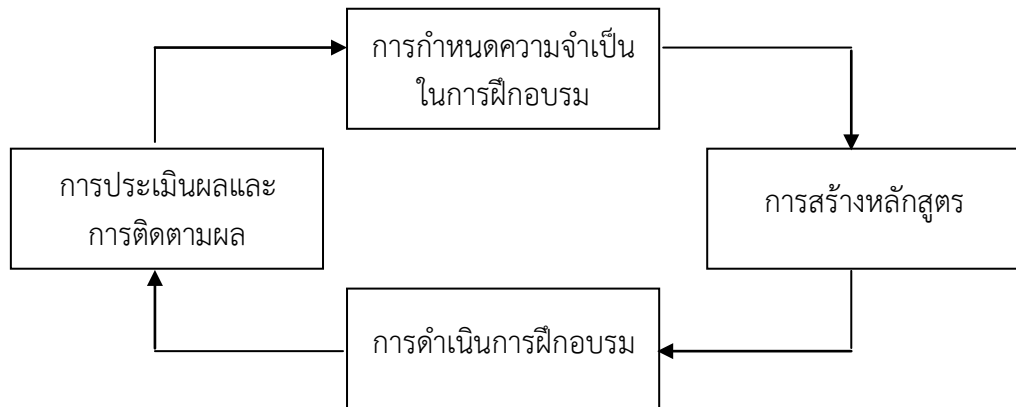 การกำหนดความจำเป็น
ในการฝึกอบรม
การประเมินผลและ
การติดตามผล
การสร้างหลักสูตร
การดำเนินการฝึกอบรม